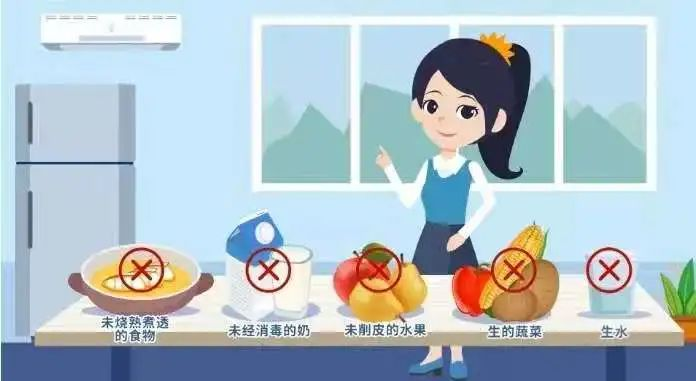 未烧熟煮透
的食物
未经消毒的奶
未削皮的水果
生的蔬菜
生水